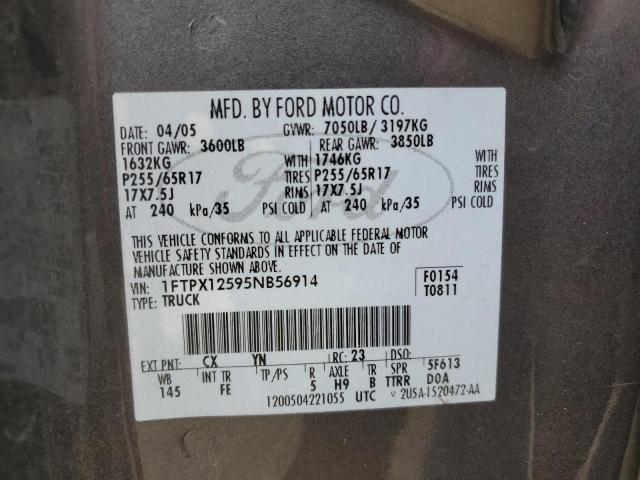 MFD. BY FORD MOTOR CO.
DATE: 04/05 GVWR: 7050LB/ 3197KG
FRONT GAWR: 3600LB REAR GAWR: 3850LB
1632KG WITH 1746KG WITH
P255/65R17 TIRES P255/65R17 TIRES
17X7.5J RIMS 17X7.5J RIMS
AT 240 kPa/35 PSI COLD AT 240 kPa/35 PSI COLD
Ford
THIS VEHICLE CONFORMS TO ALL APPLICABLE FEDERAL MOTOR
VEHICLE SAFETY STANDARDS IN EFFECT ON THE DATE OF
MANUFACTURE SHOWN ABOVE.
VIN: 1FTPX12595NB56914 F0154
TYPE: TRUCK T0811
EXT PNT: CX YN RC: 23 DSO:
WB INT TR TP/PS R AXLE TR SPR 5F613
145 FE 5 H9 B TTRR DOA
1200504221055 UTC ▽ 2U5A-1520472-AA